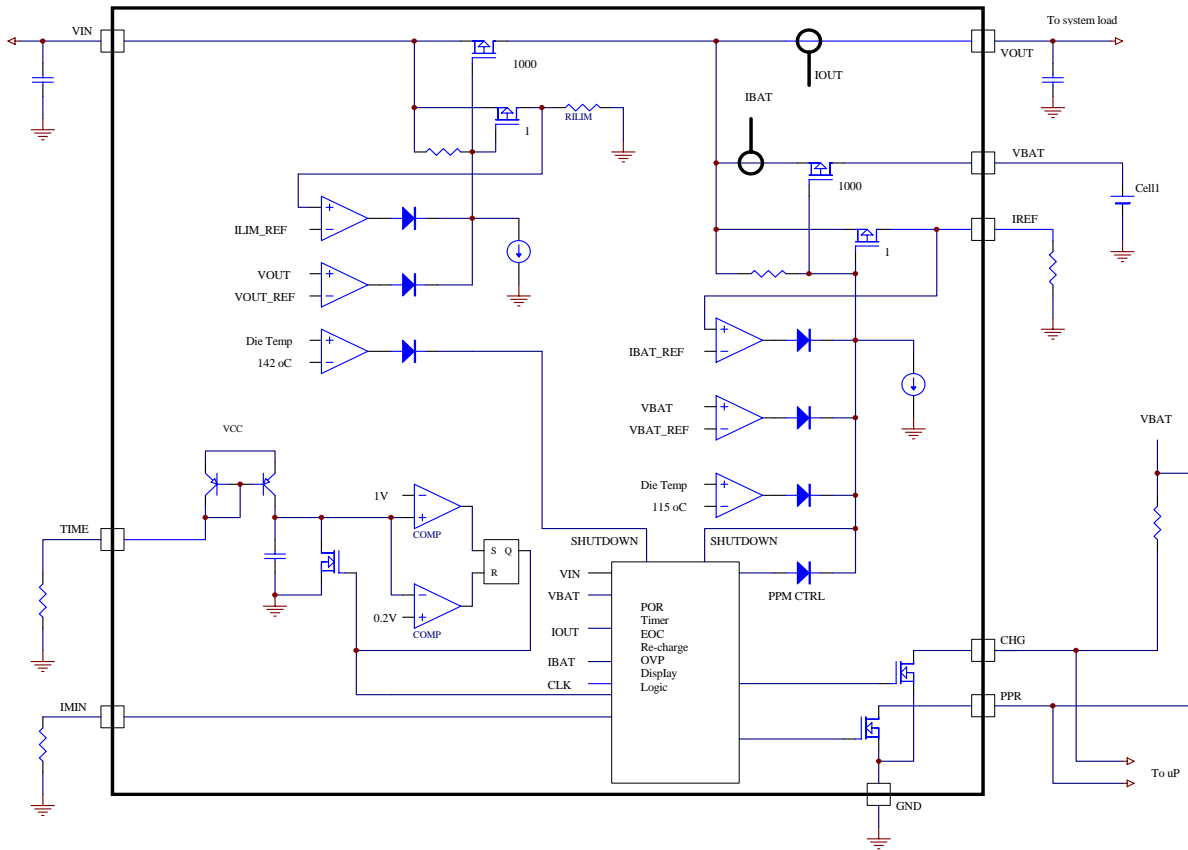 VIN
To system load
VOUT
1000
IOUT
IBAT
RILIM
1
VBAT
1000
Cell1
ILIM_REF
IREF
1
VOUT
VOUT_REF
Die Temp
142 oC
IBAT_REF
VBAT
VBAT_REF
VCC
VBAT
Die Temp
115 oC
1V
COMP
TIME
SHUTDOWN
SHUTDOWN
S Q
R
VIN
VBAT
PPM CTRL
0.2V
COMP
POR
Timer
EOC
Re-charge
OVP
Display
Logic
IOUT
IBAT
CLK
CHG
IMIN
PPR
To uP
GND